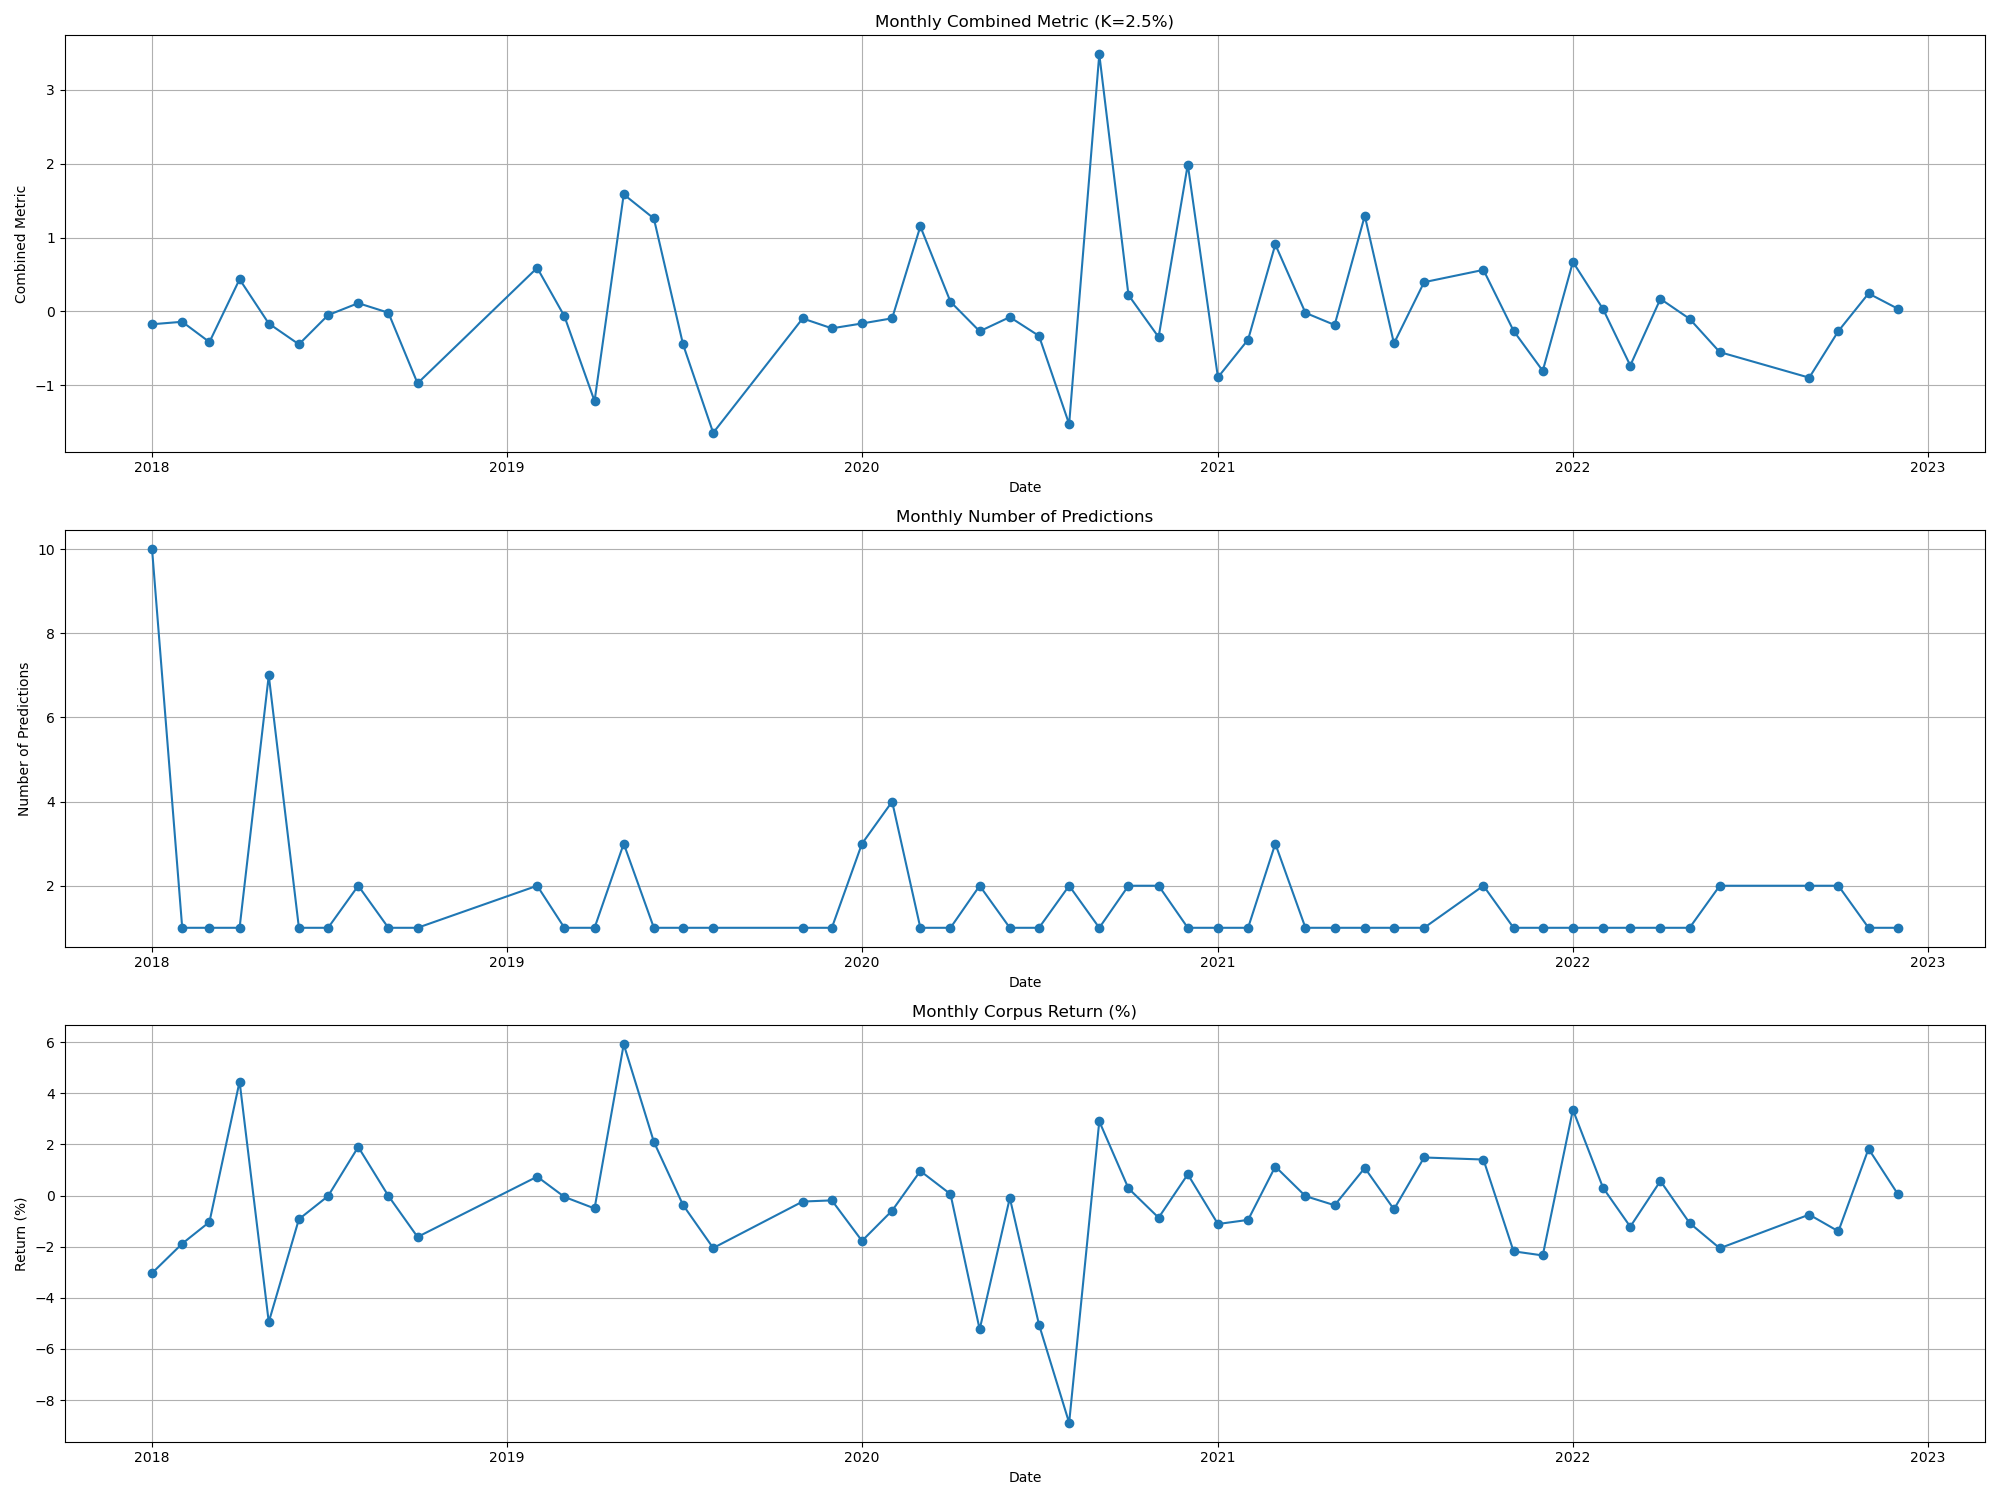 Monthly Combined Metric (K=2.5%)
3
2
1
0
−1
Combined Metric
2018 2019 2020 2021 2022 2023
Date
Monthly Number of Predictions
10
8
6
4
2
Number of Predictions
2018 2019 2020 2021 2022 2023
Date
Monthly Corpus Return (%)
6
4
2
0
−2
−4
−6
−8
Return (%)
2018 2019 2020 2021 2022 2023
Date